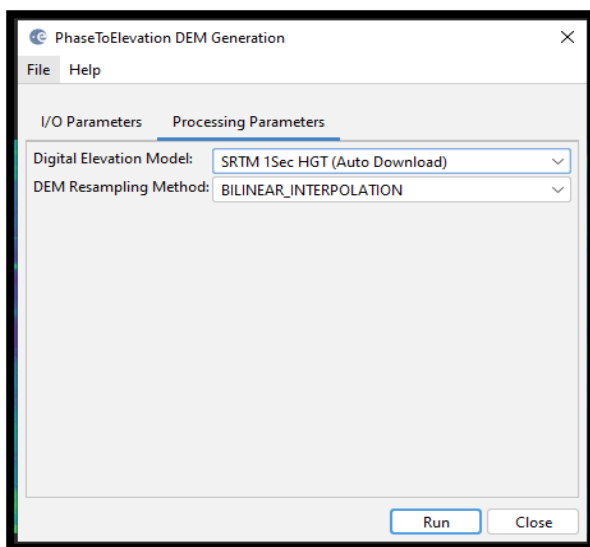 PhaseToElevation DEM Generation
File Help
I/O Parameters Processing Parameters
Digital Elevation Model: SRTM 1Sec HGT (Auto Download)
DEM Resampling Method: BILINEAR_INTERPOLATION
Run Close